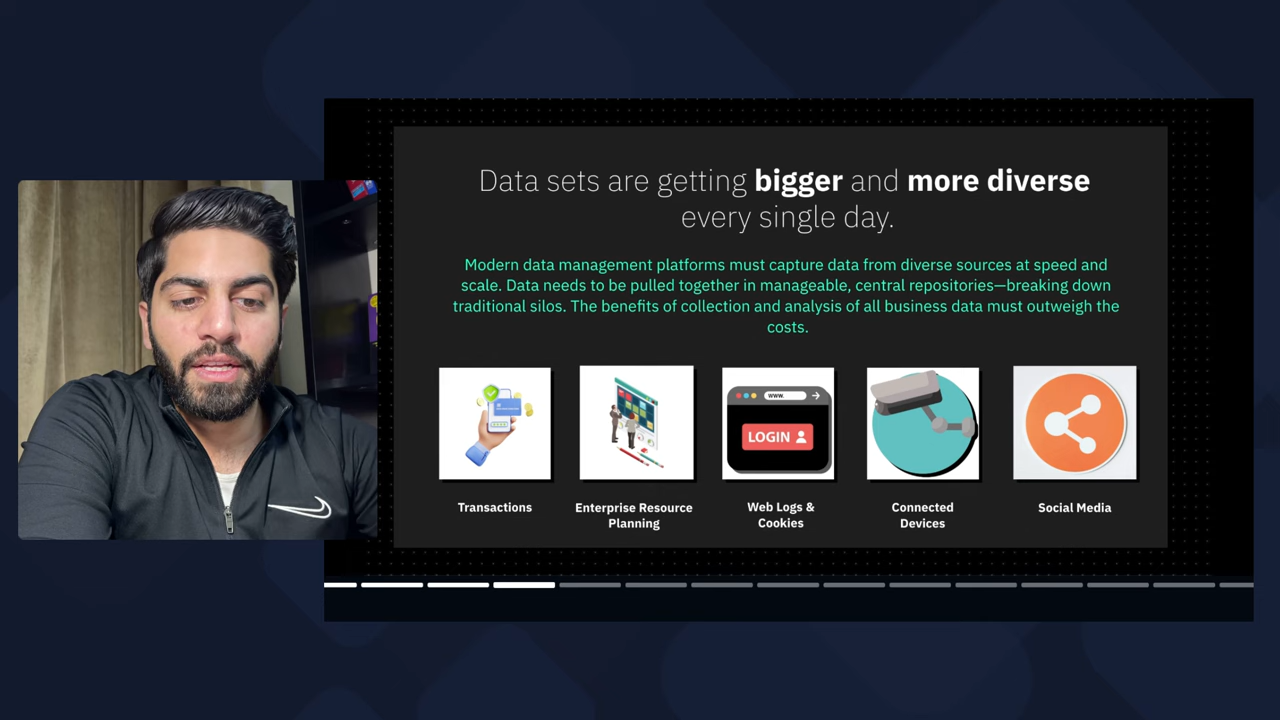 Data sets are getting bigger and more diverse
every single day.
Modern data management platforms must capture data from diverse sources at speed and
scale. Data needs to be pulled together in manageable, central repositories—breaking down
traditional silos. The benefits of collection and analysis of all business data must outweigh the
costs.
www.
LOGIN
Transactions
Enterprise Resource
Planning
Web Logs &
Cookies
Connected
Devices
Social Media